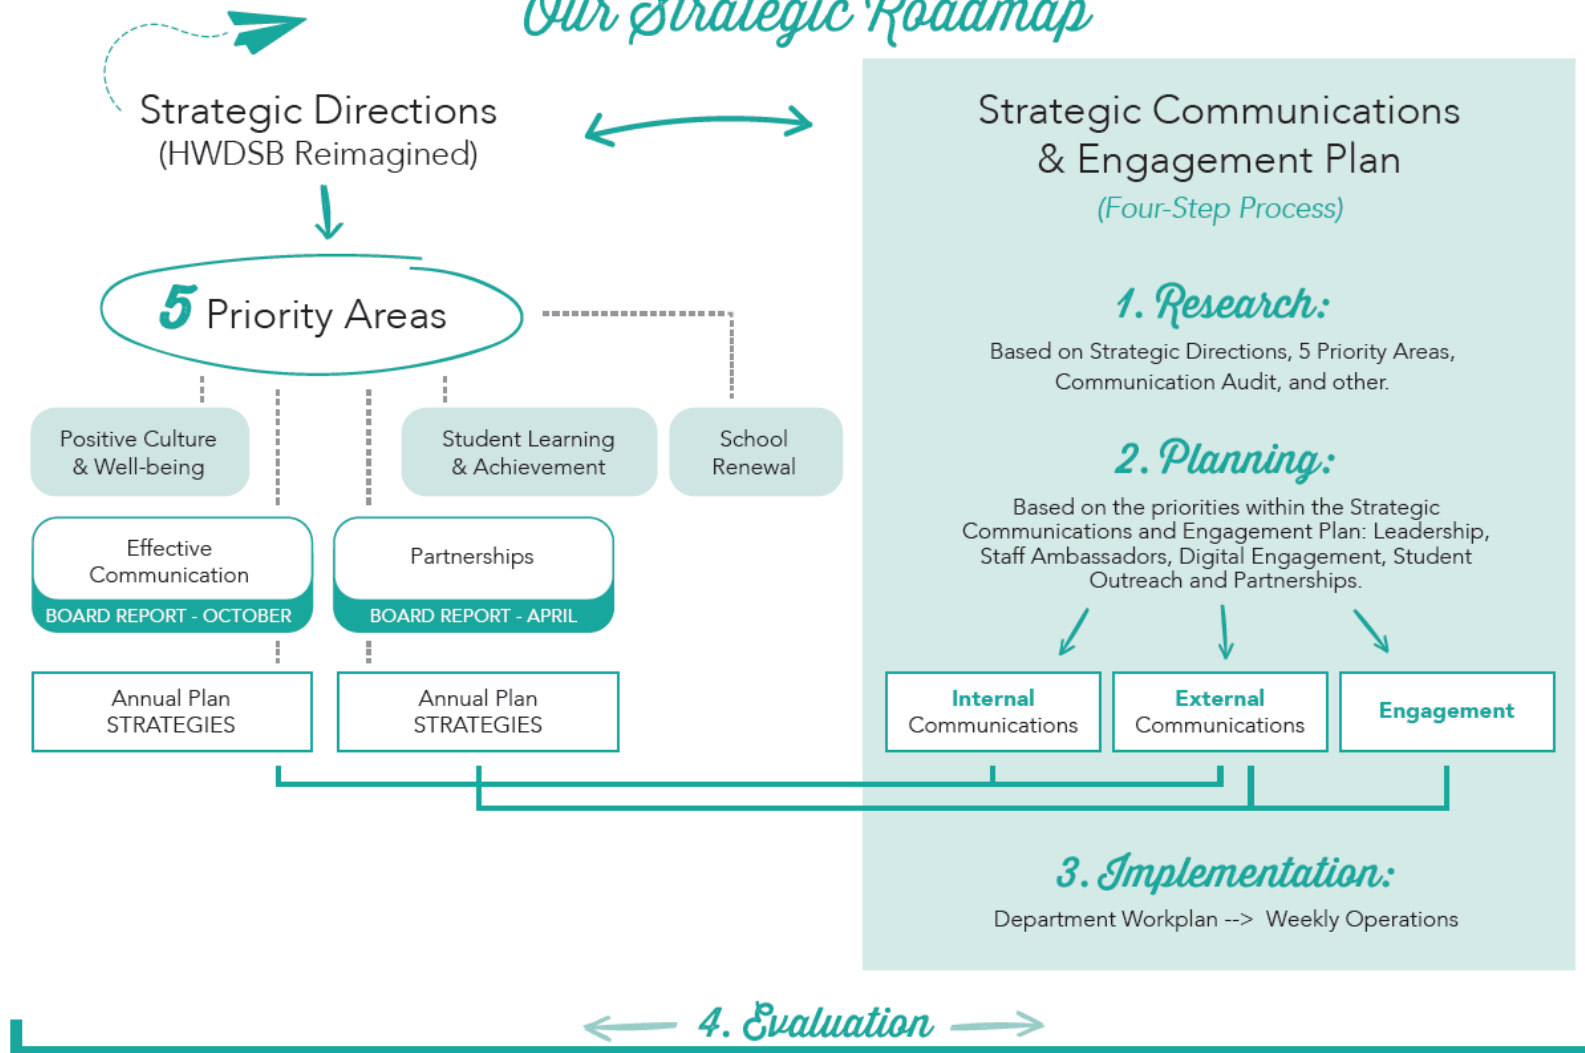 Our Strategic Roadmap
Strategic Directions
(HWDSB Reimagined)
5 Priority Areas
Positive Culture
& Well-being
Student Learning
& Achievement
School
Renewal
Effective
Communication
BOARD REPORT - OCTOBER
Partnerships
BOARD REPORT - APRIL
Annual Plan
STRATEGIES
Annual Plan
STRATEGIES
Strategic Communications
& Engagement Plan
(Four-Step Process)
1. Research:
Based on Strategic Directions, 5 Priority Areas,
Communication Audit, and other.
2. Planning:
Based on the priorities within the Strategic
Communications and Engagement Plan: Leadership,
Staff Ambassadors, Digital Engagement, Student
Outreach and Partnerships.
Internal
Communications
External
Communications
Engagement
3. Implementation:
Department Workplan --> Weekly Operations
4. Evaluation